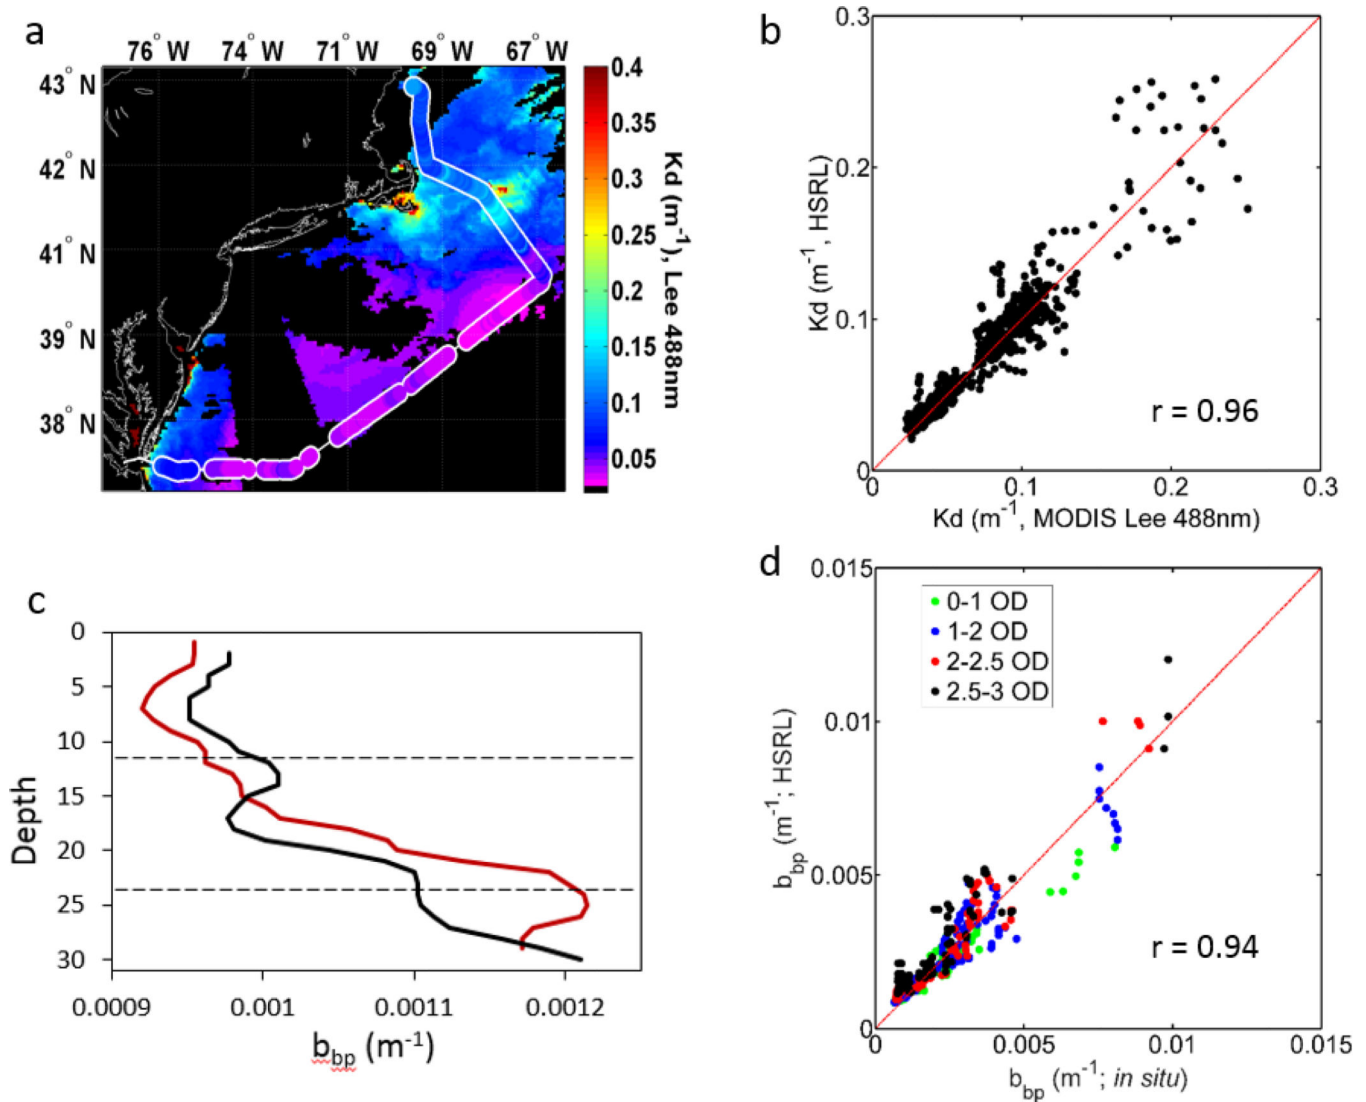 a
76° W 74° W 71° W 69° W 67° W
43° N
42° N
41° N
39° N
38° N
0.4
0.35
0.3
0.25
0.2
0.15
0.1
0.05
Kd (m⁻¹), Lee 488nm
b
0.3
0.2
0.1
0
Kd (m⁻¹, HSRL)
r = 0.96
0 0.1 0.2 0.3
Kd (m⁻¹, MODIS Lee 488nm)
c
0
5
10
15
20
25
30
Depth
0.0009 0.001 0.0011 0.0012
b_bp (m⁻¹)
d
0.015
0.01
0.005
0
b_bp (m⁻¹; HSRL)
0-1 OD
1-2 OD
2-2.5 OD
2.5-3 OD
r = 0.94
0 0.005 0.01 0.015
b_bp (m⁻¹; in situ)